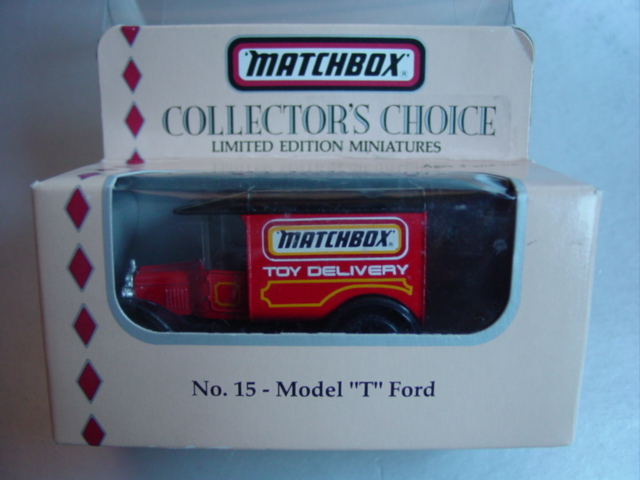 MATCHBOX
COLLECTOR'S CHOICE
LIMITED EDITION MINIATURES
"MATCHBOX"
TOY DELIVERY
No. 15 - Model "T" Ford